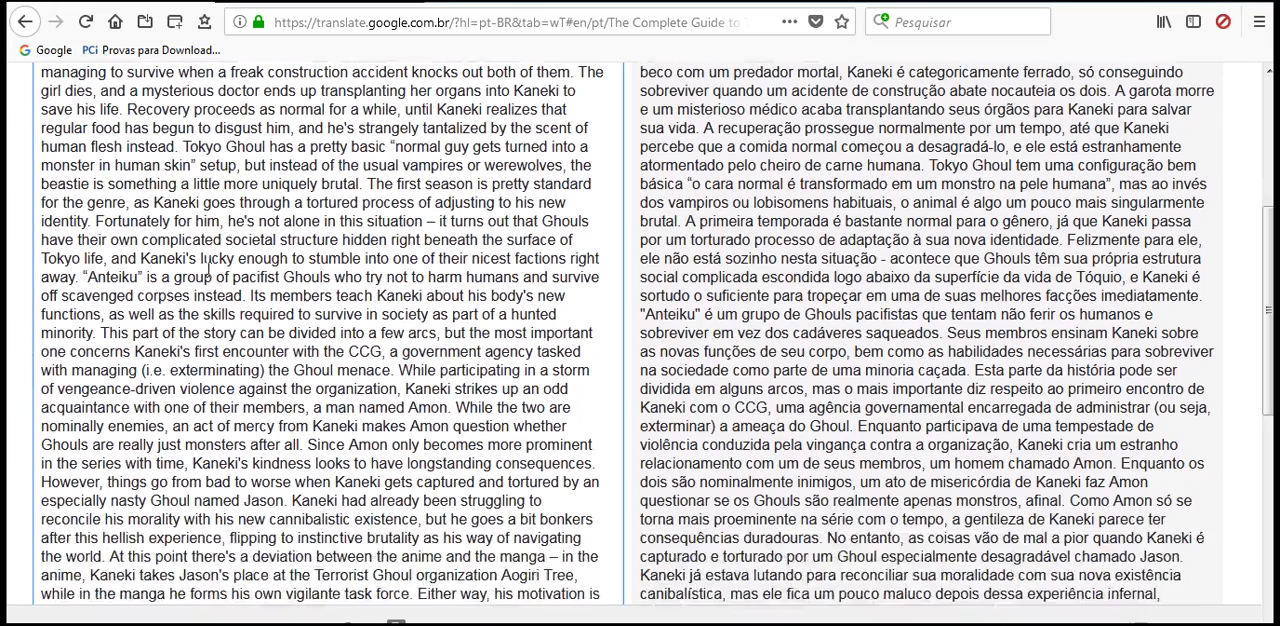 https://translate.google.com.br/?hl=pt-BR&tab=wT#en/pt/The Complete Guide to
Pesquisar
Google PCi Provas para Download...
managing to survive when a freak construction accident knocks out both of them. The
girl dies, and a mysterious doctor ends up transplanting her organs into Kaneki to
save his life. Recovery proceeds as normal for a while, until Kaneki realizes that
regular food has begun to disgust him, and he's strangely tantalized by the scent of
human flesh instead. Tokyo Ghoul has a pretty basic “normal guy gets turned into a
monster in human skin” setup, but instead of the usual vampires or werewolves, the
beastie is something a little more uniquely brutal. The first season is pretty standard
for the genre, as Kaneki goes through a tortured process of adjusting to his new
identity. Fortunately for him, he's not alone in this situation – it turns out that Ghouls
have their own complicated societal structure hidden right beneath the surface of
Tokyo life, and Kaneki's lucky enough to stumble into one of their nicest factions right
away. “Anteiku” is a group of pacifist Ghouls who try not to harm humans and survive
off scavenged corpses instead. Its members teach Kaneki about his body's new
functions, as well as the skills required to survive in society as part of a hunted
minority. This part of the story can be divided into a few arcs, but the most important
one concerns Kaneki's first encounter with the CCG, a government agency tasked
with managing (i.e. exterminating) the Ghoul menace. While participating in a storm
of vengeance-driven violence against the organization, Kaneki strikes up an odd
acquaintance with one of their members, a man named Amon. While the two are
nominally enemies, an act of mercy from Kaneki makes Amon question whether
Ghouls are really just monsters after all. Since Amon only becomes more prominent
in the series with time, Kaneki's kindness looks to have longstanding consequences.
However, things go from bad to worse when Kaneki gets captured and tortured by an
especially nasty Ghoul named Jason. Kaneki had already been struggling to
reconcile his morality with his new cannibalistic existence, but he goes a bit bonkers
after this hellish experience, flipping to instinctive brutality as his way of navigating
the world. At this point there's a deviation between the anime and the manga – in the
anime, Kaneki takes Jason's place at the Terrorist Ghoul organization Aogiri Tree,
while in the manga he forms his own vigilante task force. Either way, his motivation is
beco com um predador mortal, Kaneki é categoricamente ferrado, só conseguindo
sobreviver quando um acidente de construção abate nocauteia os dois. A garota morre
e um misterioso médico acaba transplantando seus órgãos para Kaneki para salvar
sua vida. A recuperação prossegue normalmente por um tempo, até que Kaneki
percebe que a comida normal começou a desagradá-lo, e ele está estranhamente
atormentado pelo cheiro de carne humana. Tokyo Ghoul tem uma configuração bem
básica “o cara normal é transformado em um monstro na pele humana”, mas ao invés
dos vampiros ou lobisomens habituais, o animal é algo um pouco mais singularmente
brutal. A primeira temporada é bastante normal para o gênero, já que Kaneki passa
por um torturado processo de adaptação à sua nova identidade. Felizmente para ele,
ele não está sozinho nesta situação - acontece que Ghouls têm sua própria estrutura
social complicada escondida logo abaixo da superfície da vida de Tóquio, e Kaneki é
sortudo o suficiente para tropeçar em uma de suas melhores facções imediatamente.
"Anteiku" é um grupo de Ghouls pacifistas que tentam não ferir os humanos e
sobreviver em vez dos cadáveres saqueados. Seus membros ensinam Kaneki sobre
as novas funções de seu corpo, bem como as habilidades necessárias para sobreviver
na sociedade como parte de uma minoria caçada. Esta parte da história pode ser
dividida em alguns arcos, mas o mais importante diz respeito ao primeiro encontro de
Kaneki com o CCG, uma agência governamental encarregada de administrar (ou seja,
exterminar) a ameaça do Ghoul. Enquanto participava de uma tempestade de
violência conduzida pela vingança contra a organização, Kaneki cria um estranho
relacionamento com um de seus membros, um homem chamado Amon. Enquanto os
dois são nominalmente inimigos, um ato de misericórdia de Kaneki faz Amon
questionar se os Ghouls são realmente apenas monstros, afinal. Como Amon só se
torna mais proeminente na série com o tempo, a gentileza de Kaneki parece ter
consequências duradouras. No entanto, as coisas vão de mal a pior quando Kaneki é
capturado e torturado por um Ghoul especialmente desagradável chamado Jason.
Kaneki já estava lutando para reconciliar sua moralidade com sua nova existência
canibalística, mas ele fica um pouco maluco depois dessa experiência infernal,